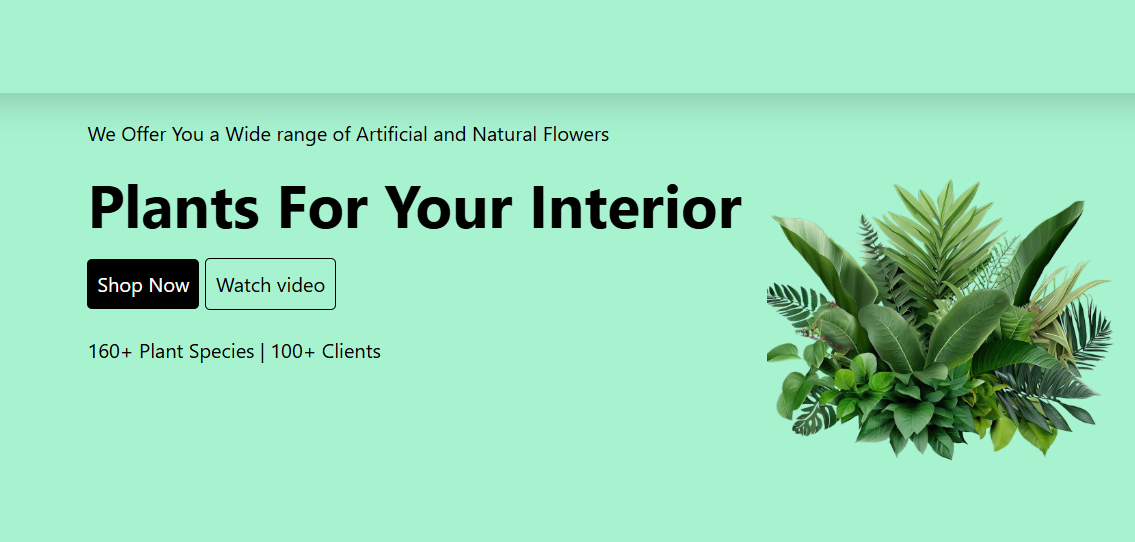 We Offer You a Wide range of Artificial and Natural Flowers
Plants For Your Interior
Shop Now Watch video
160+ Plant Species | 100+ Clients